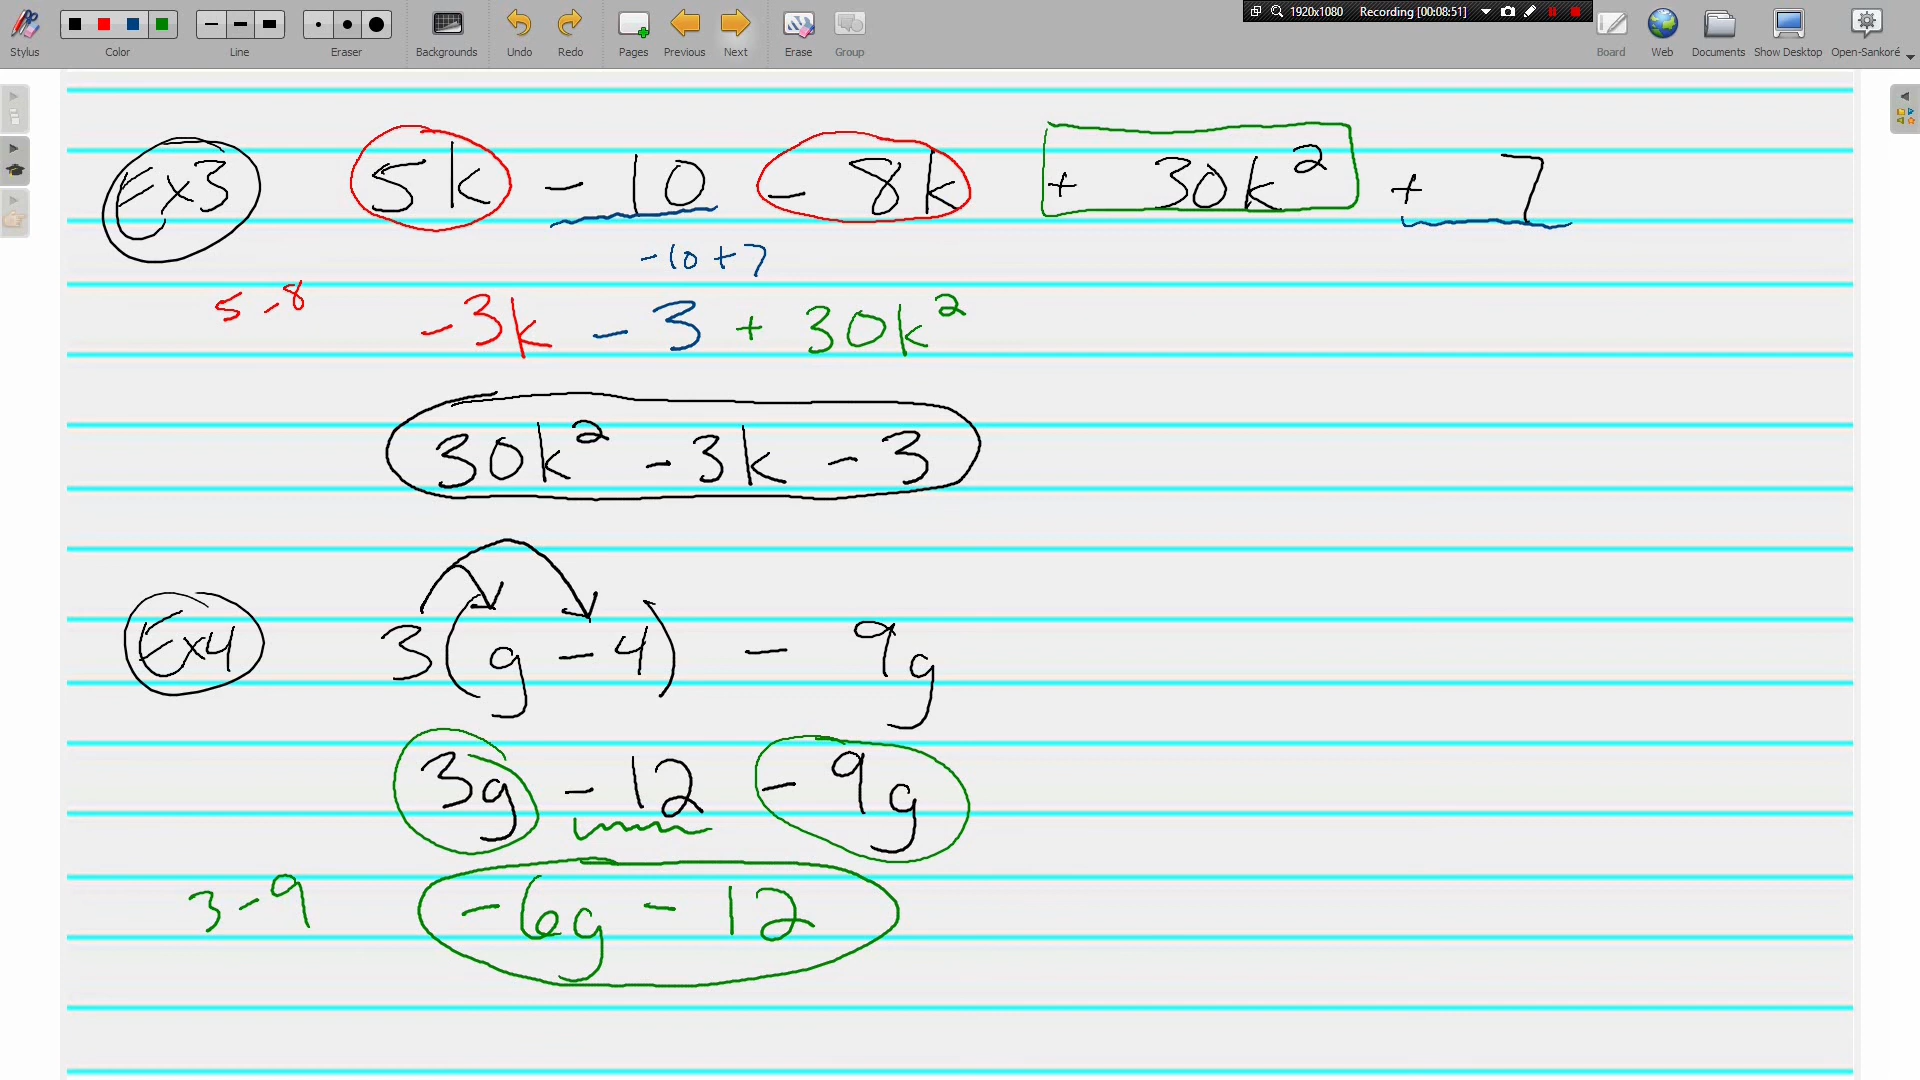 1920x1080 Recording [00:08:51]
Stylus Color Line Eraser Backgrounds Undo Redo Pages Previous Next Erase Group Board Web Documents Show Desktop Open-Sankoré
Ex3 5k - 10 - 8k + 30k² + 7
-10 + 7
5 - 8 -3k - 3 + 30k²
30k² - 3k - 3
Ex4 3(g - 4) - 9g
3g - 12 - 9g
3 - 9 -6g - 12